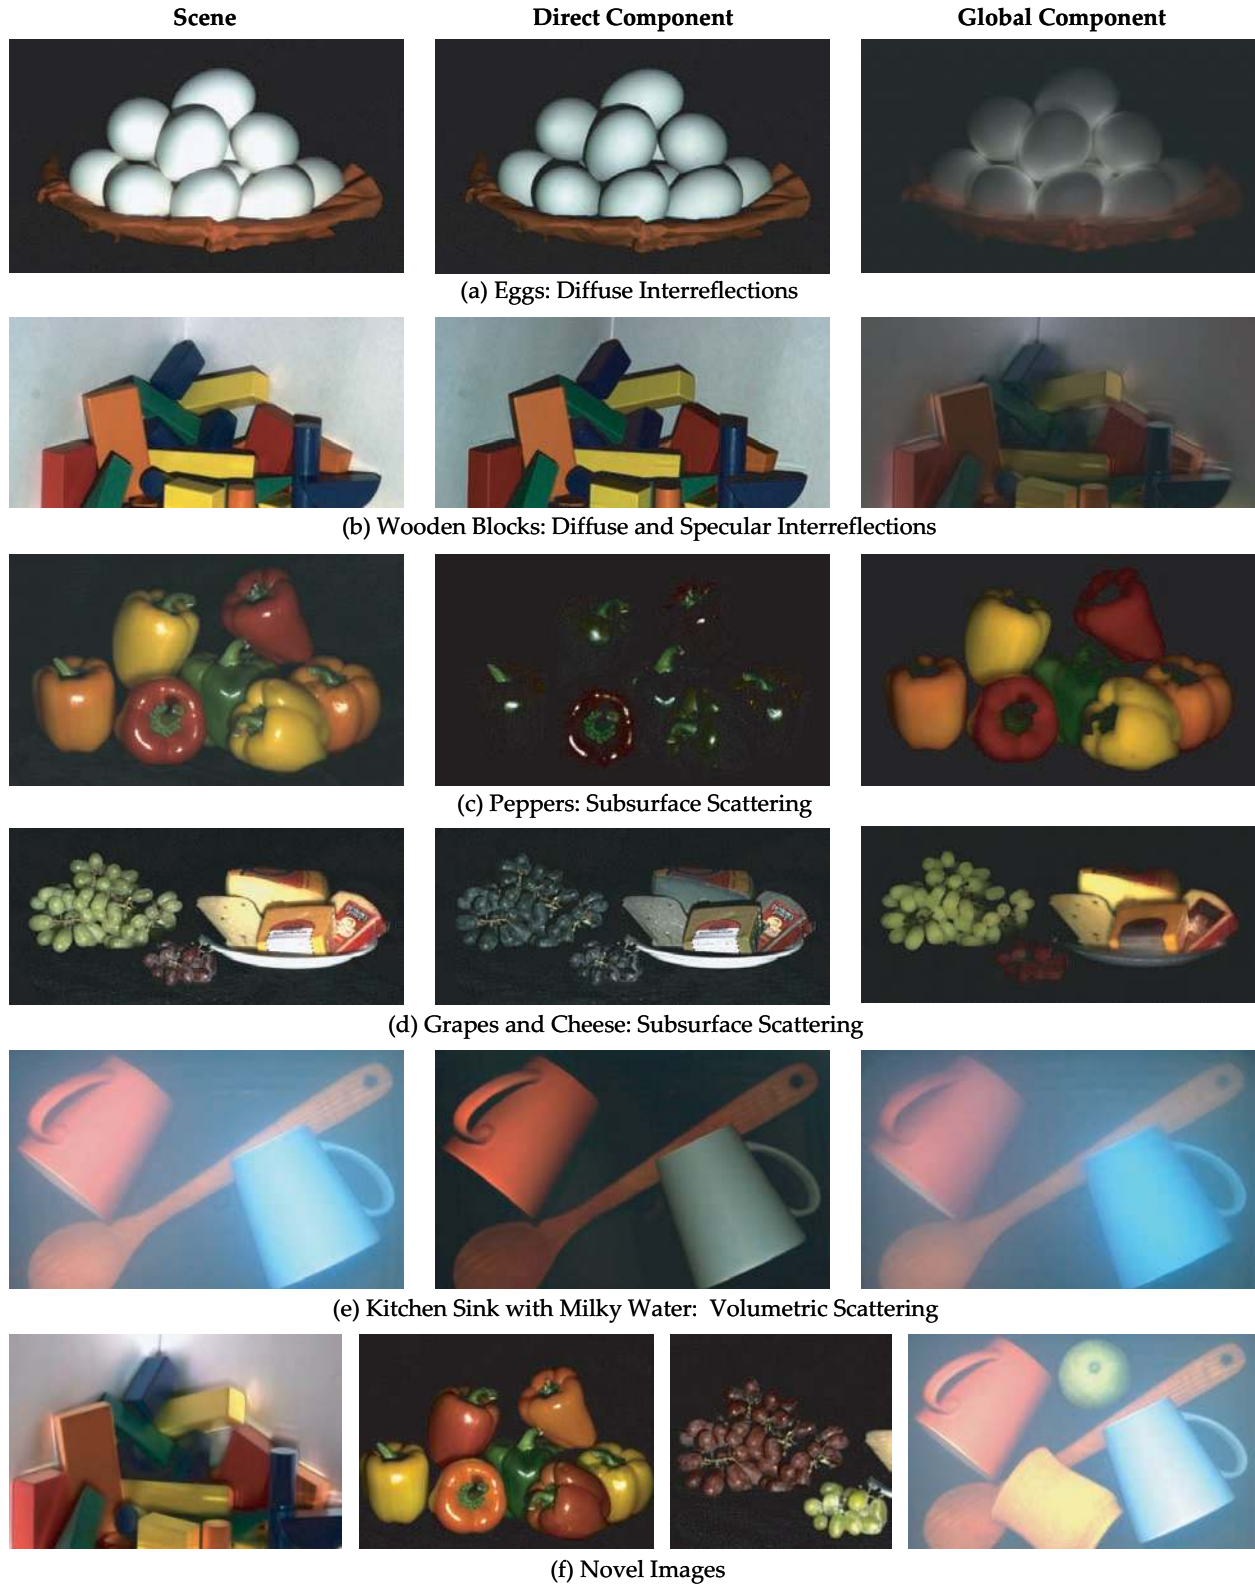 Scene
Direct Component
Global Component
(a) Eggs: Diffuse Interreflections
(b) Wooden Blocks: Diffuse and Specular Interreflections
(c) Peppers: Subsurface Scattering
(d) Grapes and Cheese: Subsurface Scattering
(e) Kitchen Sink with Milky Water: Volumetric Scattering
(f) Novel Images